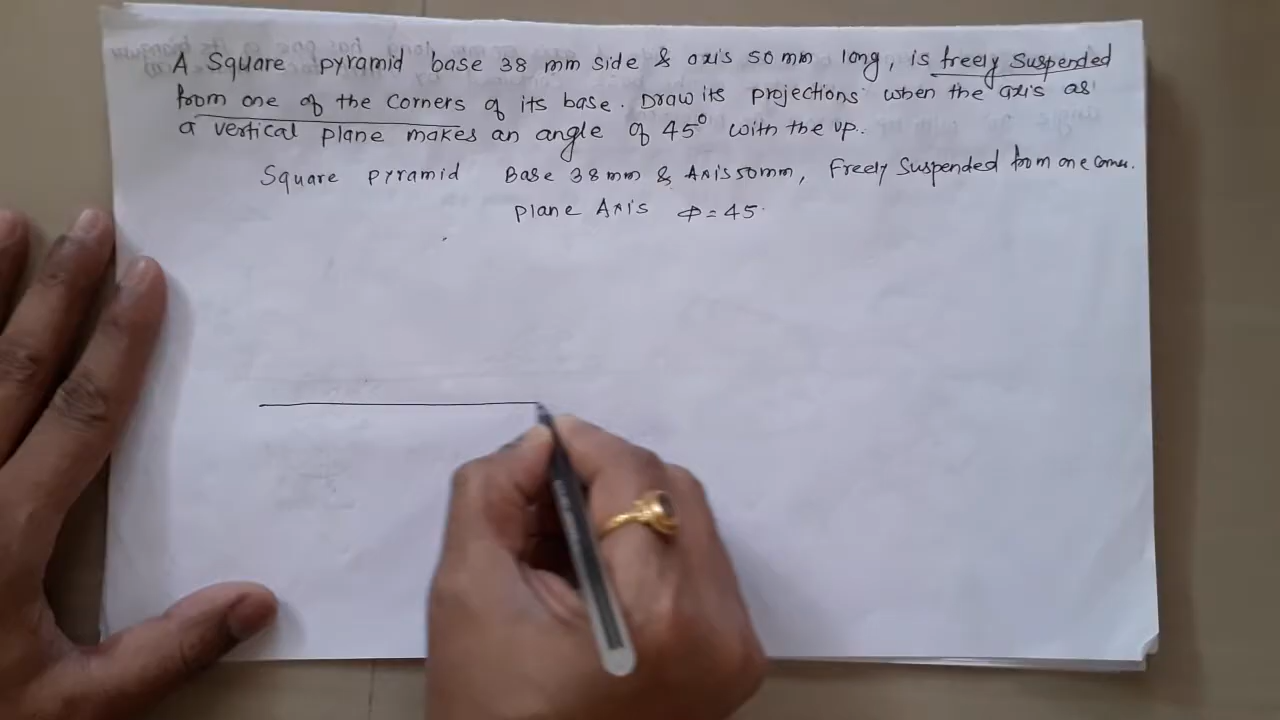 A Square pyramid base 38 mm side & axis 50 mm long, is freely suspended
from one of the corners of its base. Draw its projections when the axis as
a vertical plane makes an angle of 45° with the vp..
Square pyramid Base 38mm & Axis 50mm, Freely Suspended from one corner.
plane Axis φ = 45.